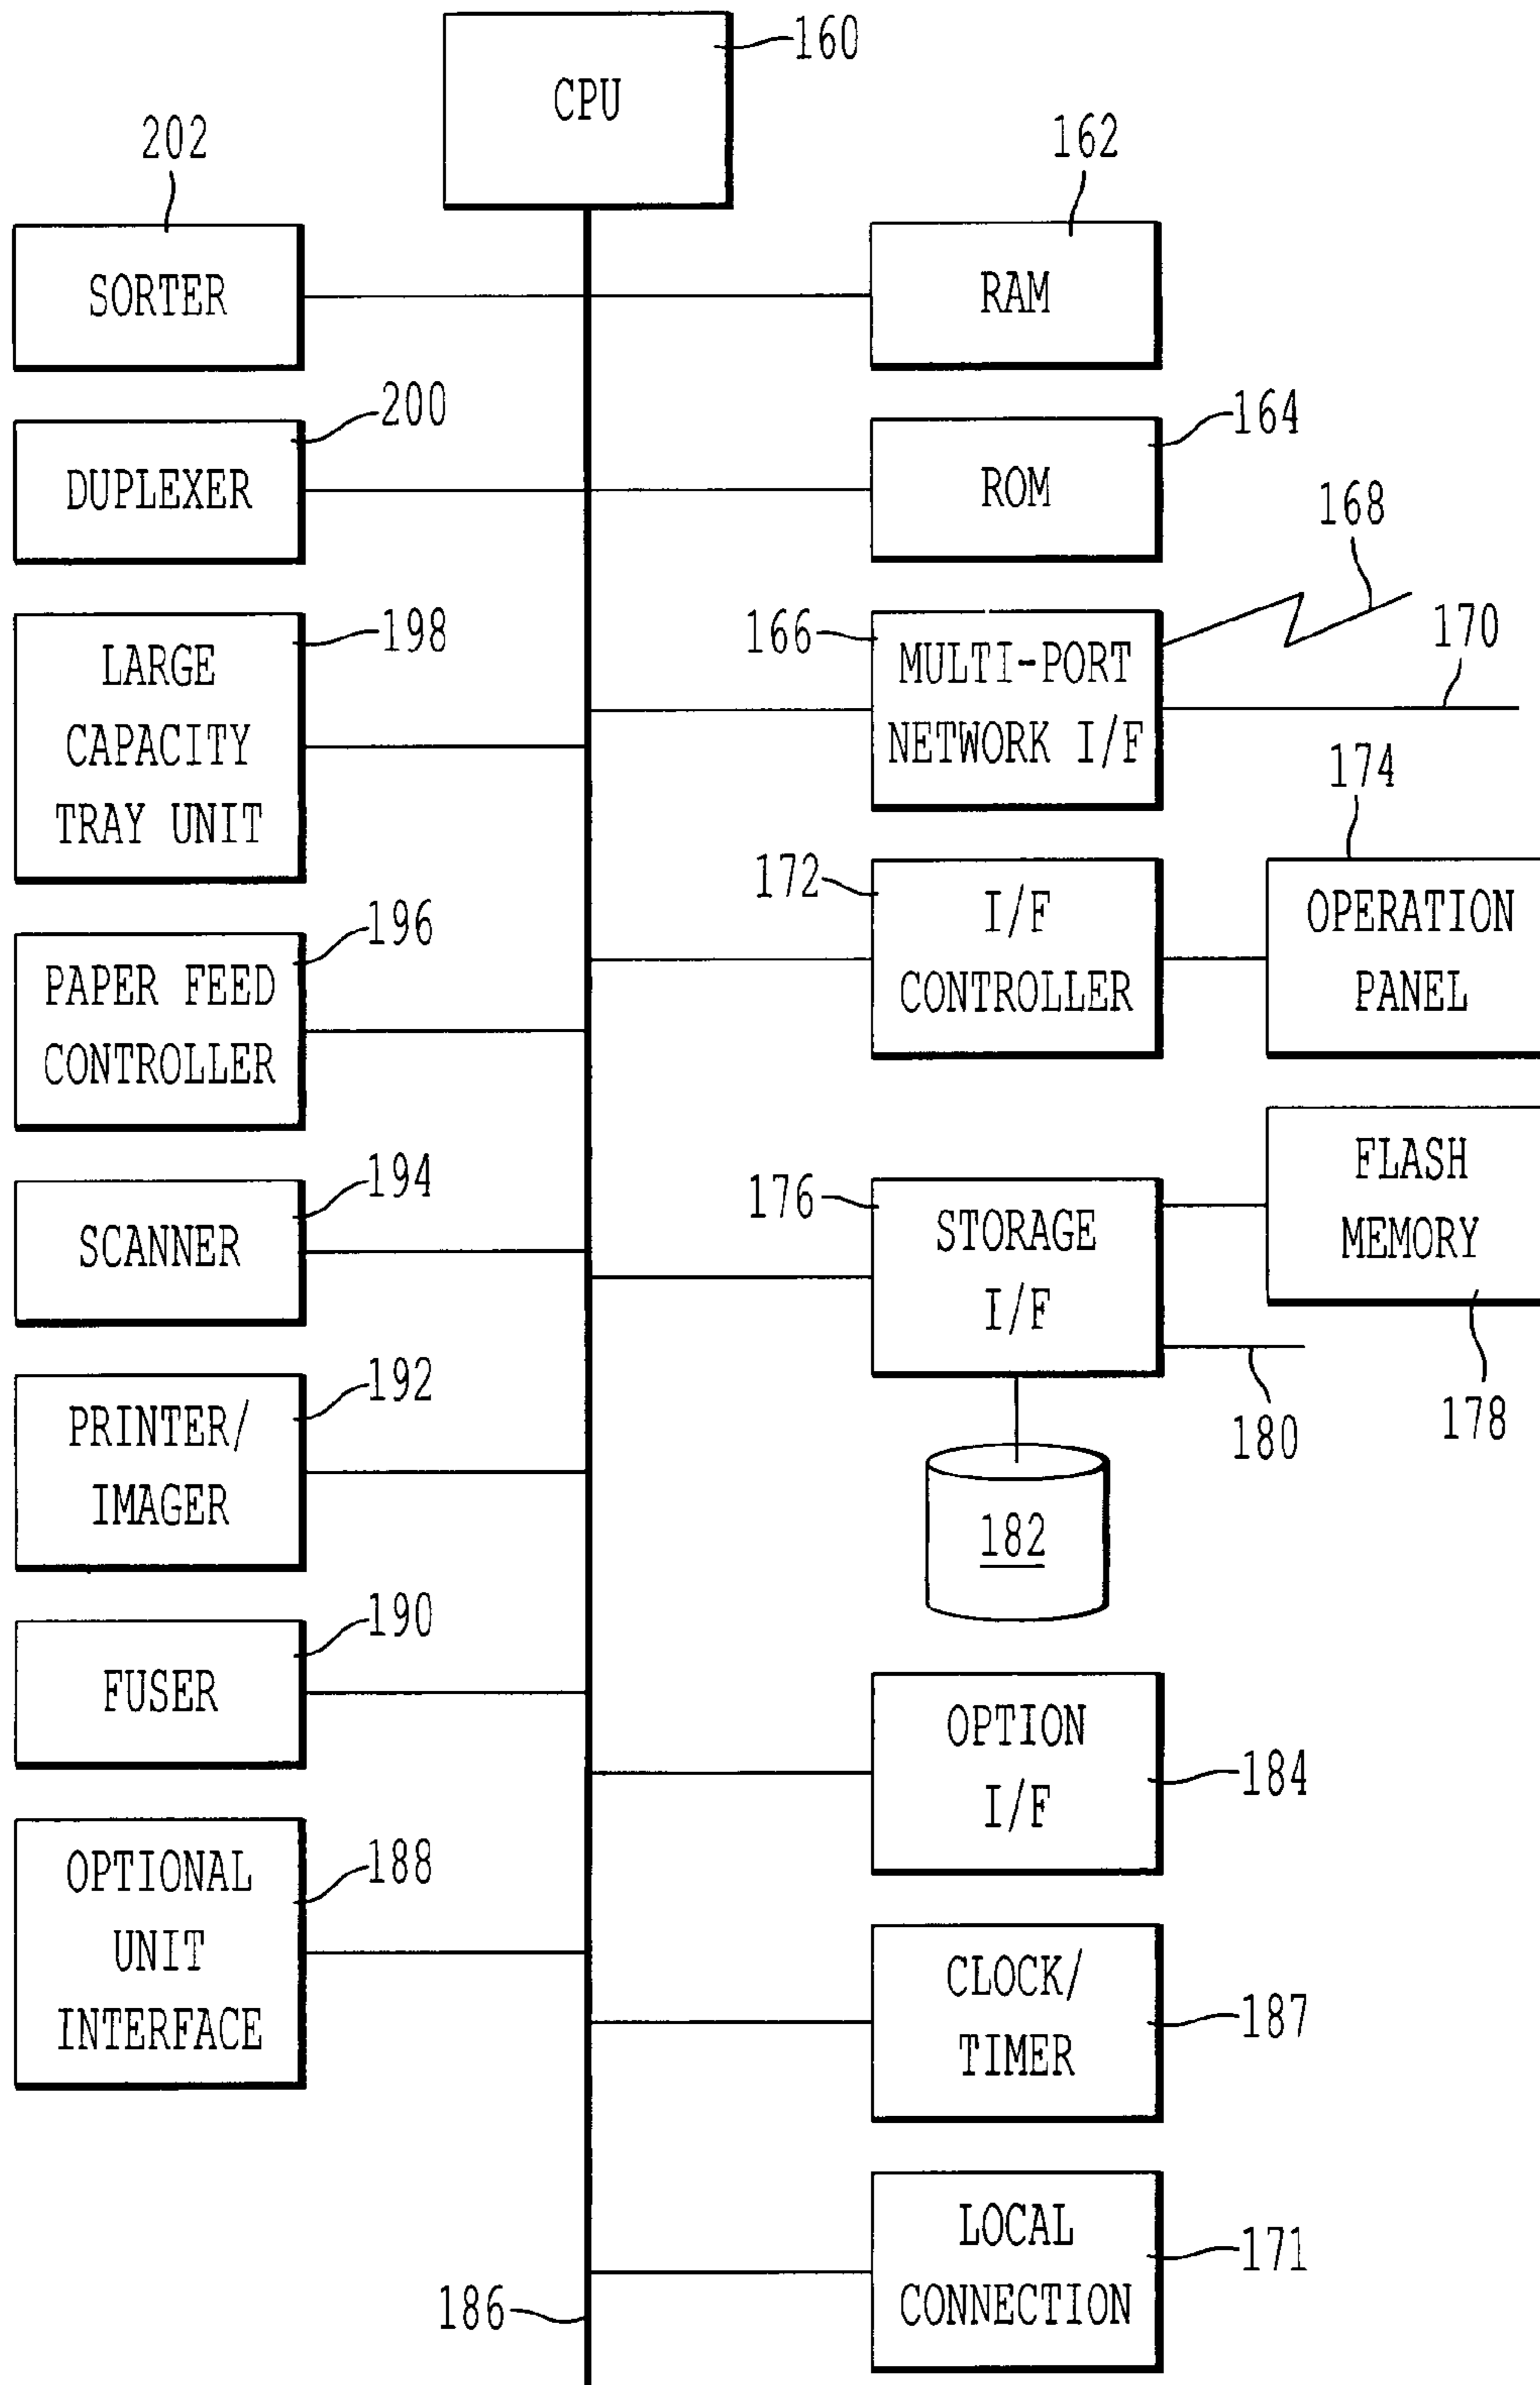 160
CPU
202
162
SORTER
RAM
200
164
DUPLEXER
ROM
168
198
166
170
LARGE
CAPACITY
TRAY UNIT
MULTI-PORT
NETWORK I/F
174
172
196
I/F
CONTROLLER
OPERATION
PANEL
PAPER FEED
CONTROLLER
194
176
FLASH
MEMORY
SCANNER
STORAGE
I/F
192
180
178
PRINTER/
IMAGER
182
190
FUSER
OPTION
I/F
184
188
OPTIONAL
UNIT
INTERFACE
CLOCK/
TIMER
187
LOCAL
CONNECTION
171
186